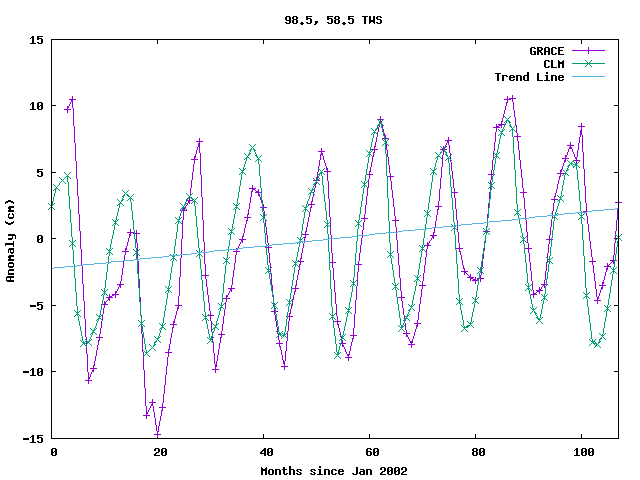 98.5, 58.5 TWS
GRACE
CLM
Trend Line
15
10
5
0
-5
-10
-15
Anomaly (cm)
0 20 40 60 80 100
Months since Jan 2002